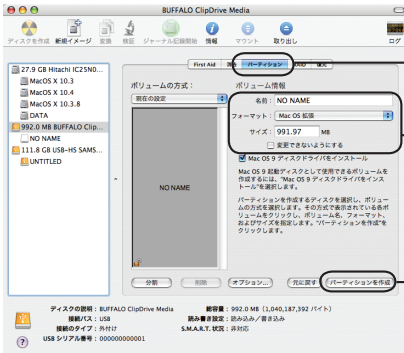 BUFFALO ClipDrive Media
ディスクを作成 新規イメージ 変換 検証 ジャーナル記録開始 情報 マウント 取り出し ログ
27.9 GB Hitachi IC25N0...
MacOS X 10.3
MacOS X 10.4
MacOS X 10.3.8
DATA
992.0 MB BUFFALO Clip...
NO NAME
111.8 GB USB-HS SAMS...
UNTITLED
First Aid 消去 パーティション RAID 復元
ボリュームの方式：
現在の設定
NO NAME
ボリューム情報
名前： NO NAME
フォーマット： Mac OS 拡張
サイズ： 991.97 MB
変更できないようにする
Mac OS 9 ディスクドライバをインストール
Mac OS 9 起動ディスクとして使用できるボリュームを
作成するには、"Mac OS 9 ディスクドライバをインス
トール"を選択します。
パーティションを作成するディスクを選択し、ボリュー
ムの方式を選択します。その方式で表示されている各ボ
リュームをクリックし、ボリューム名、フォーマット、
およびサイズを指定します。"パーティションを作成"を
クリックします。
分割 削除 オプション... 元に戻す パーティションを作成
ディスクの説明：BUFFALO ClipDrive Media
接続バス：USB
接続のタイプ：外付け
USB シリアル番号：000000000001
総容量：992.0 MB（1,040,187,392 バイト）
読み書き設定：読み込み／書き込み
S.M.A.R.T. 状況：非対応